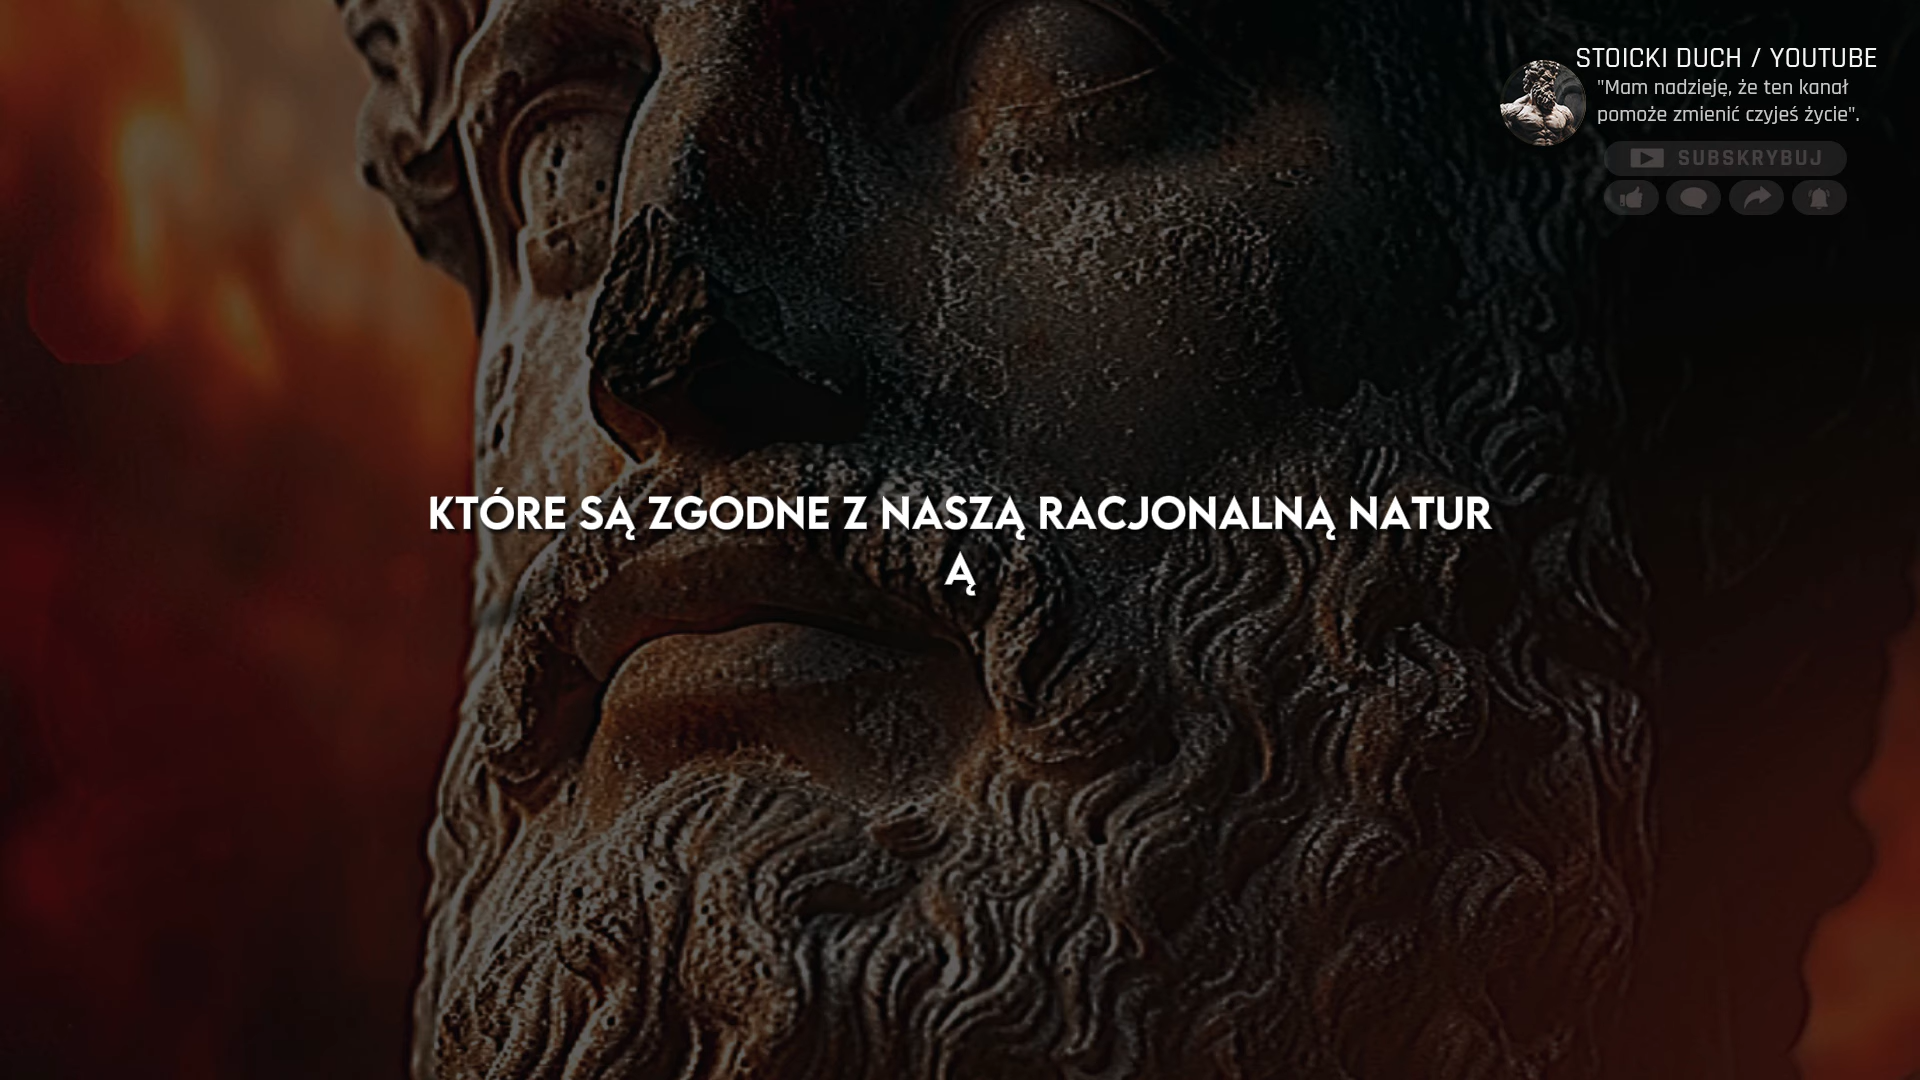 STOICKI DUCH / YOUTUBE
"Mam nadzieję, że ten kanał
pomoże zmienić czyjeś życie".
SUBSKRYBUJ
KTÓRE SĄ ZGODNE Z NASZĄ RACJONALNĄ NATUR
Ą